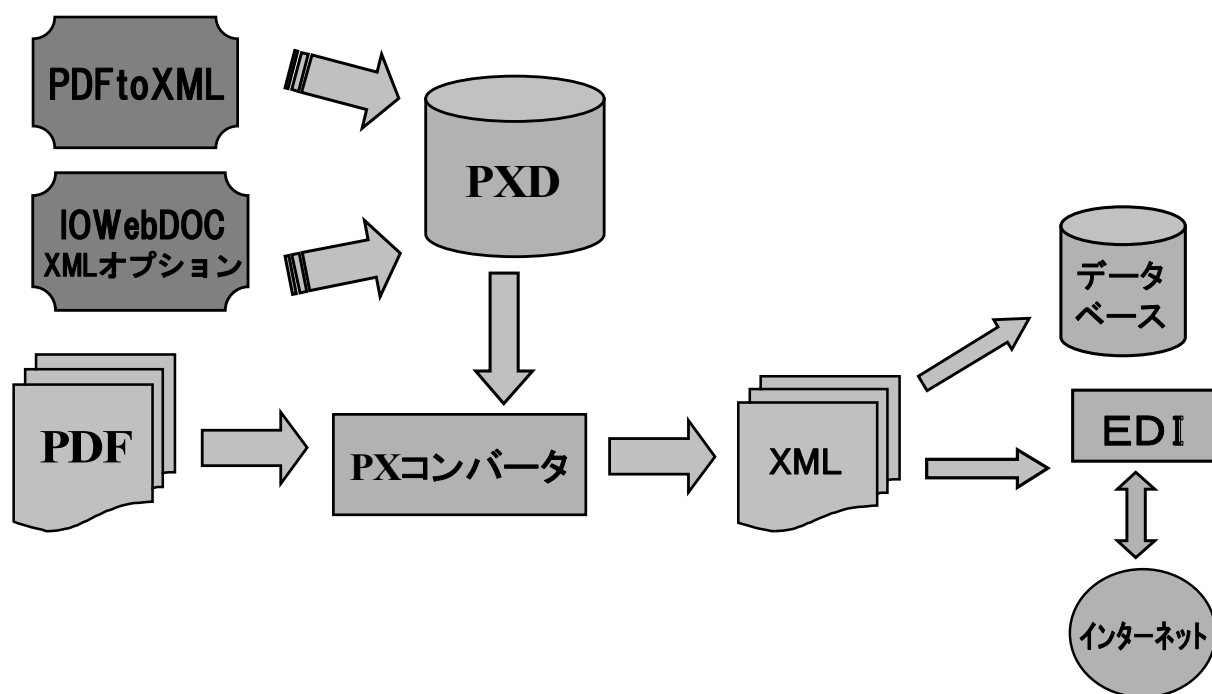 PDFtoXML
IOWebDOC
XMLオプション
PXD
PDF
PXコンバータ
XML
データ
ベース
EDI
インターネット